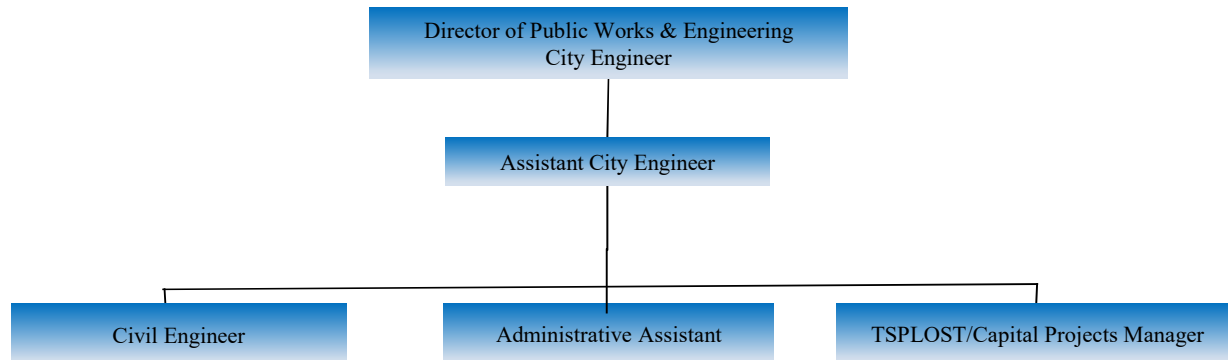 Director of Public Works & Engineering
City Engineer
Assistant City Engineer
Civil Engineer
Administrative Assistant
TSPLOST/Capital Projects Manager